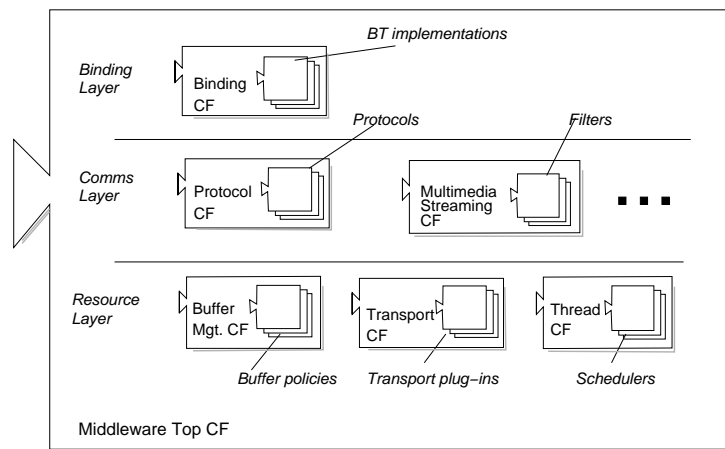 BT implementations
Binding
Layer
Binding
CF
Protocols
Filters
Comms
Layer
Protocol
CF
Multimedia
Streaming
CF
Resource
Layer
Buffer
Mgt. CF
Transport
CF
Thread
CF
Buffer policies
Transport plug−ins
Schedulers
Middleware Top CF